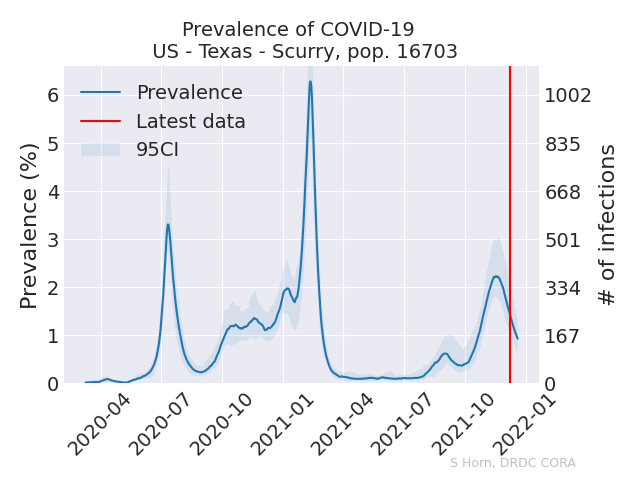 Prevalence of COVID-19
US - Texas - Scurry, pop. 16703
Prevalence
Latest data
95CI
Prevalence (%)
6
5
4
3
2
1
0
# of infections
1002
835
668
501
334
167
0
2020-04
2020-07
2020-10
2021-01
2021-04
2021-07
2021-10
2022-01
S Horn, DRDC CORA